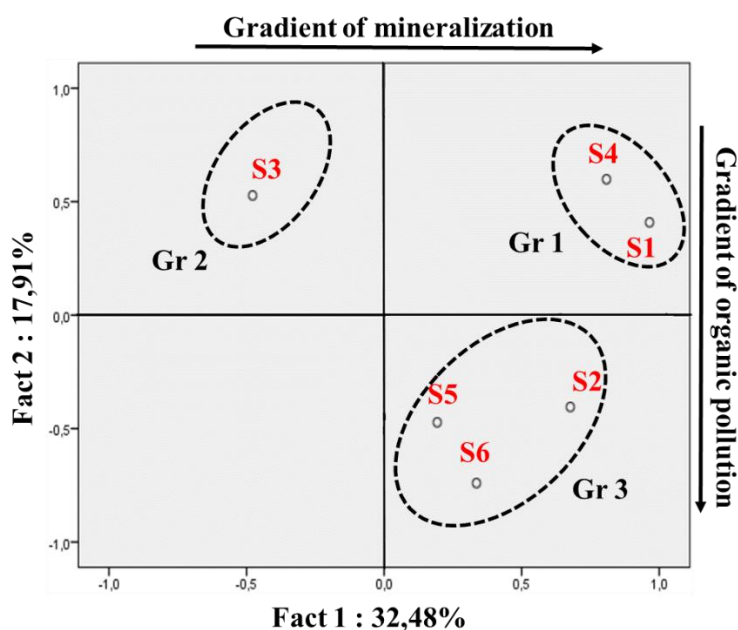 Gradient of mineralization
1,0
S3
S4
0,5
Gr 2
Gr 1
S1
0,0
S5
S2
-0,5
S6
Gr 3
-1,0
-1,0
-0,5
0,0
0,5
1,0
Fact 1 : 32,48%
Fact 2 : 17,91%
Gradient of organic pollution